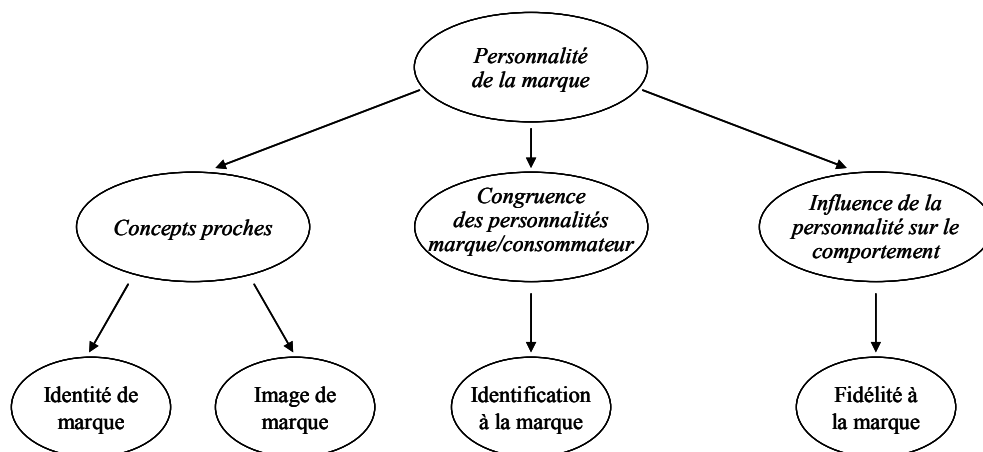 Personnalité
de la marque
Concepts proches
Congruence
des personnalités
marque/consommateur
Influence de la
personnalité sur le
comportement
Identité de
marque
Image de
marque
Identification
à la marque
Fidélité à
la marque